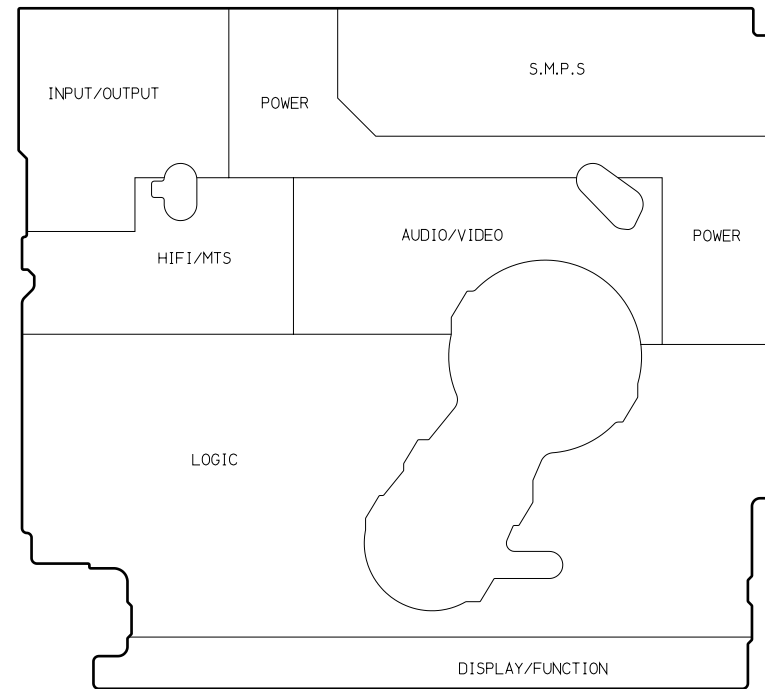 S.M.P.S
INPUT/OUTPUT
POWER
AUDIO/VIDEO
POWER
HIFI/MTS
LOGIC
DISPLAY/FUNCTION